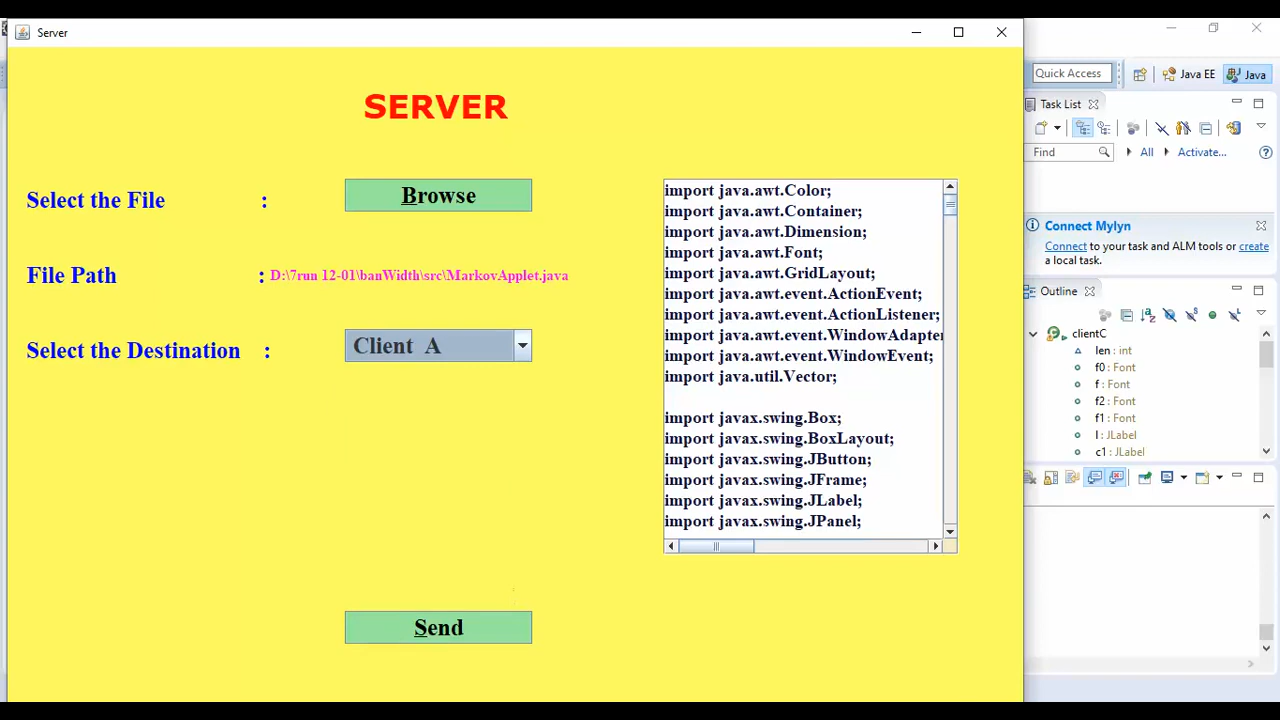 Server
SERVER
Select the File :
Browse
File Path :
D:\7run 12-01\banWidth\src\MarkovApplet.java
Select the Destination :
Client A
Send
import java.awt.Color;
import java.awt.Container;
import java.awt.Dimension;
import java.awt.Font;
import java.awt.GridLayout;
import java.awt.event.ActionEvent;
import java.awt.event.ActionListener;
import java.awt.event.WindowAdapter
import java.awt.event.WindowEvent;
import java.util.Vector;
import javax.swing.Box;
import javax.swing.BoxLayout;
import javax.swing.JButton;
import javax.swing.JFrame;
import javax.swing.JLabel;
import javax.swing.JPanel;
Quick Access
Java EE
Java
Task List
Find
All
Activate...
Connect Mylyn
Connect to your task and ALM tools or create
a local task.
Outline
clientC
len : int
f0 : Font
f : Font
f2 : Font
f1 : Font
l : JLabel
c1 : JLabel